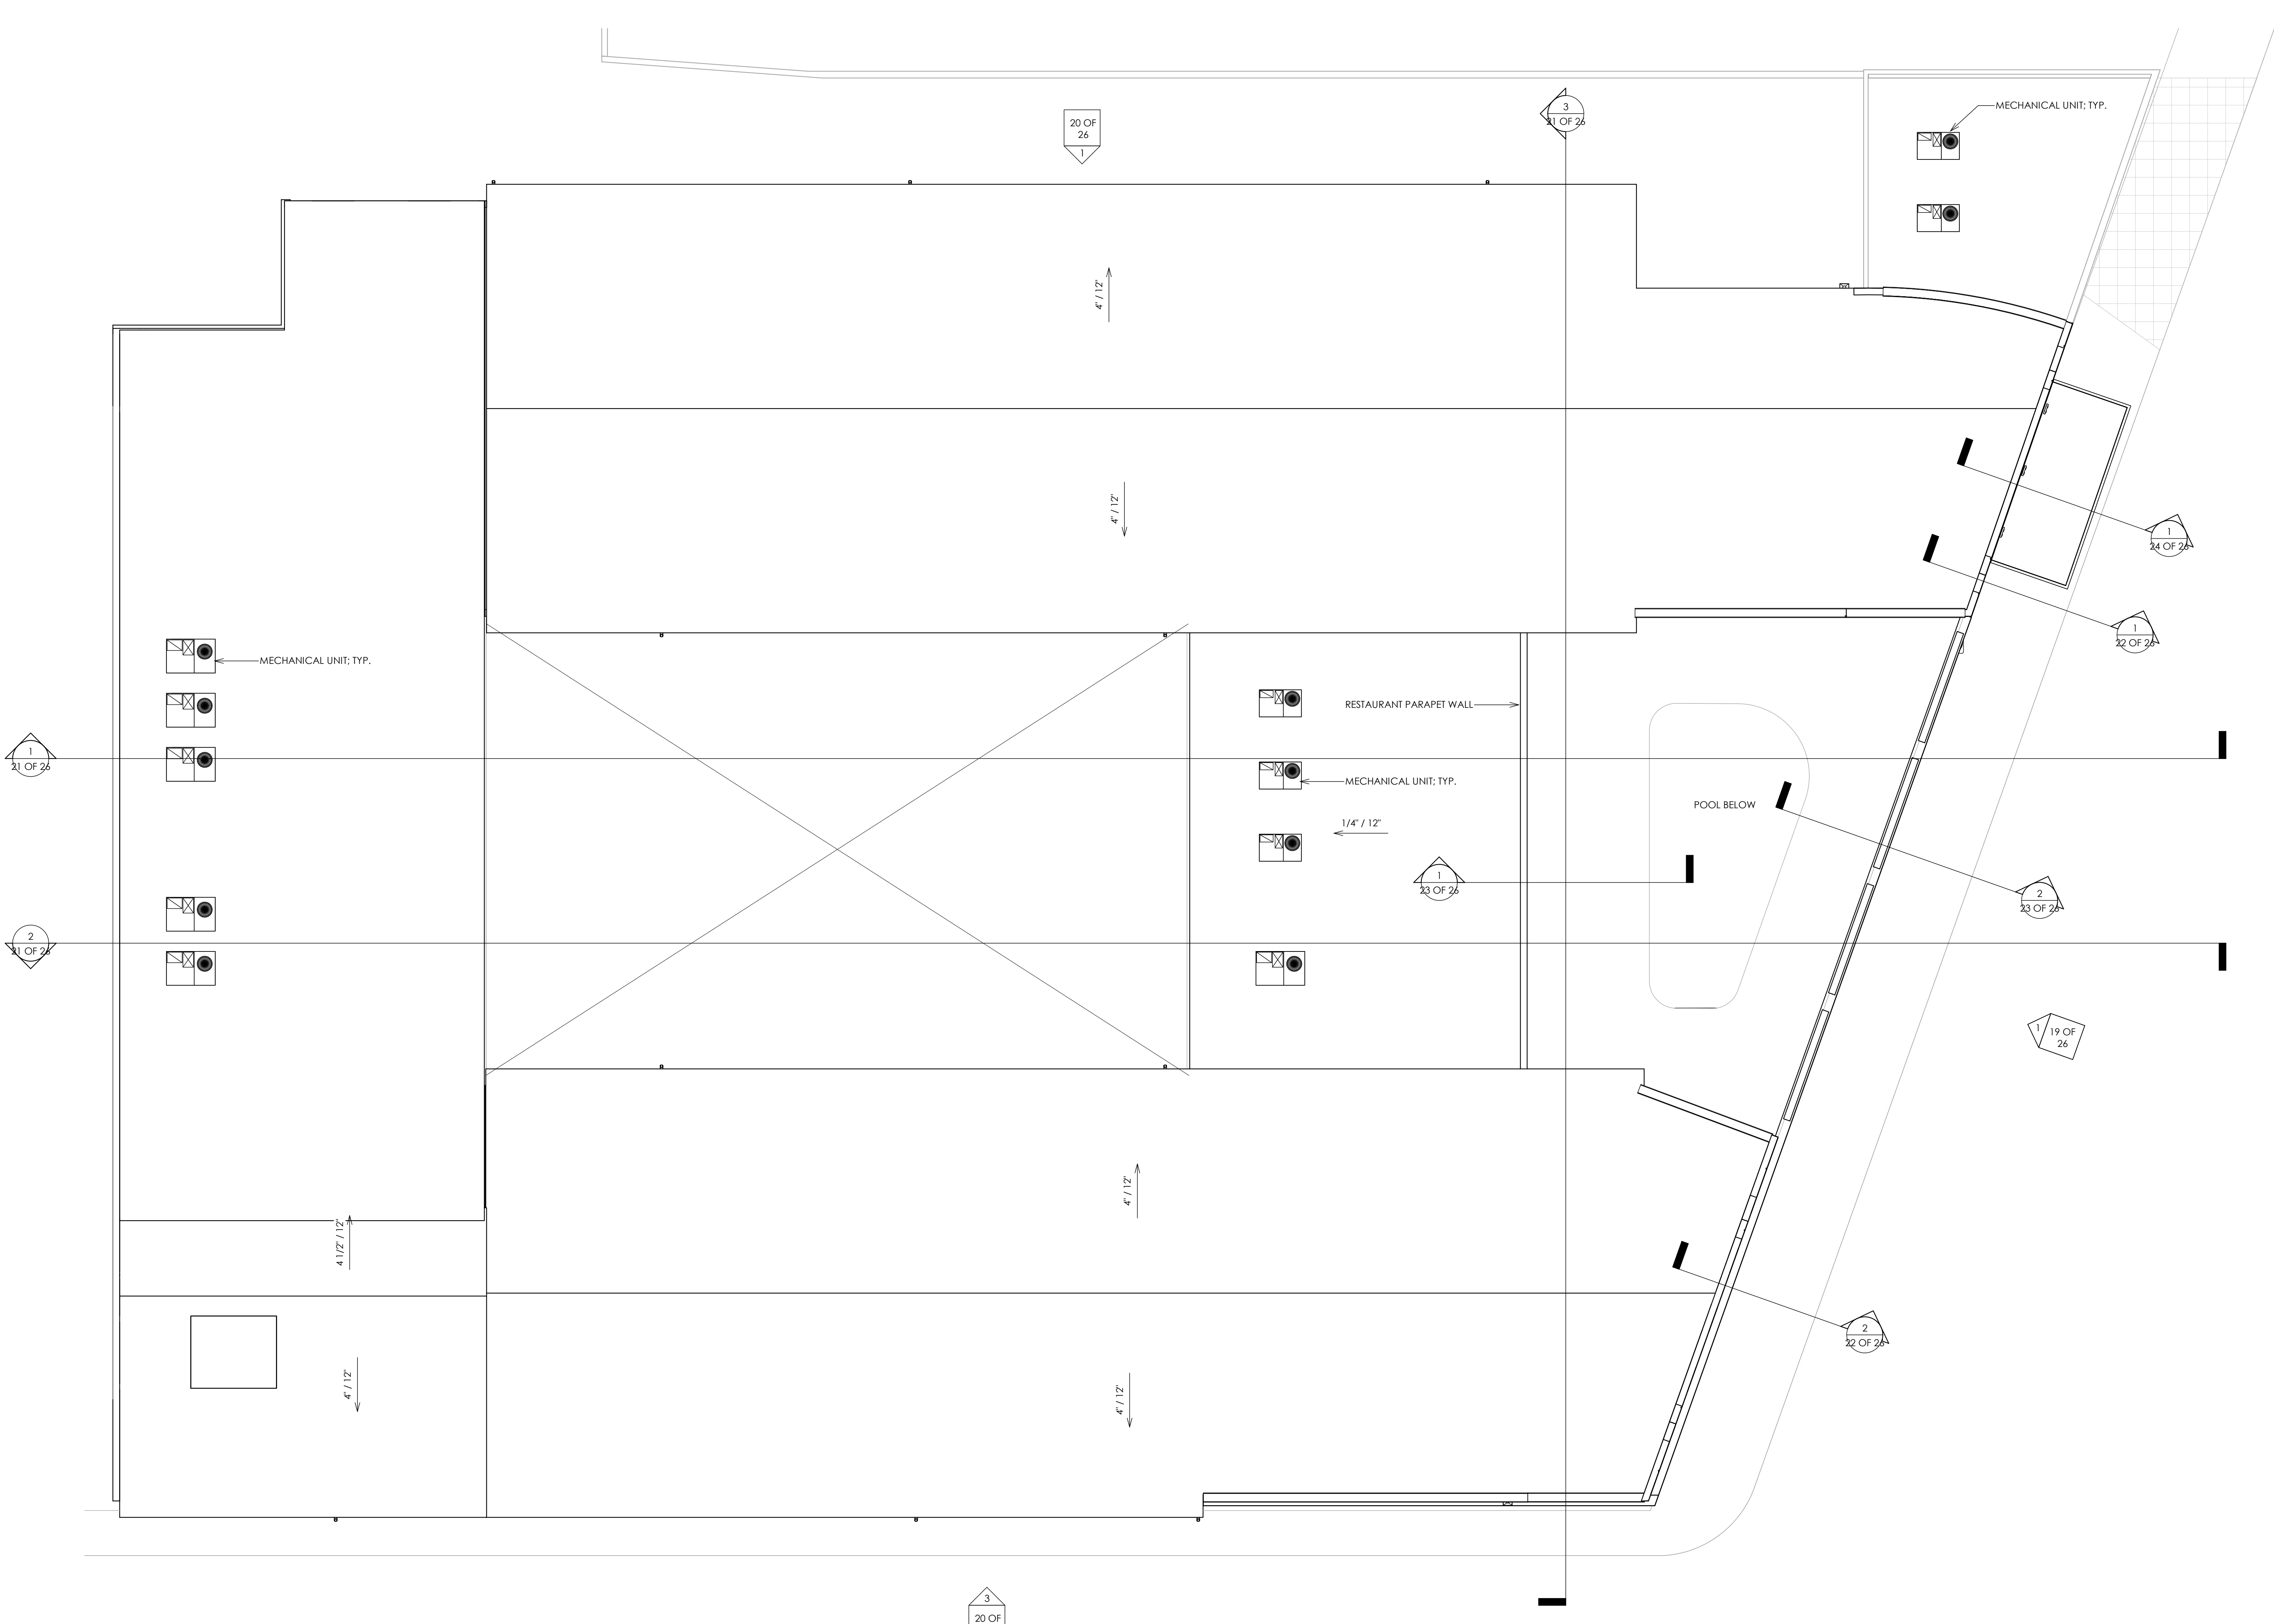 20 OF
26
1
3
21 OF 26
MECHANICAL UNIT; TYP.
4" / 12"
4" / 12"
1
24 OF 26
1
22 OF 26
MECHANICAL UNIT; TYP.
RESTAURANT PARAPET WALL
1
21 OF 26
MECHANICAL UNIT; TYP.
POOL BELOW
1/4" / 12"
1
23 OF 26
2
23 OF 26
2
21 OF 26
1
19 OF
26
4" / 12"
4 1/2" / 12"
2
22 OF 26
4" / 12"
4" / 12"
3
20 OF